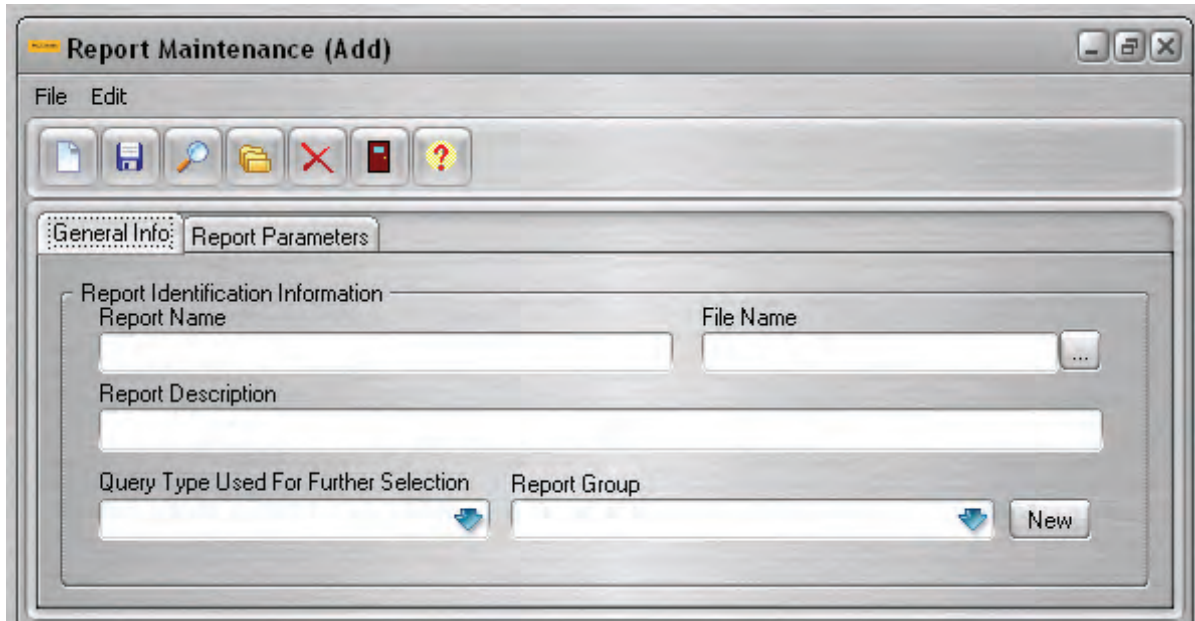 Report Maintenance (Add)
File Edit
General Info Report Parameters
Report Identification Information
Report Name File Name
...
Report Description
Query Type Used For Further Selection Report Group
New